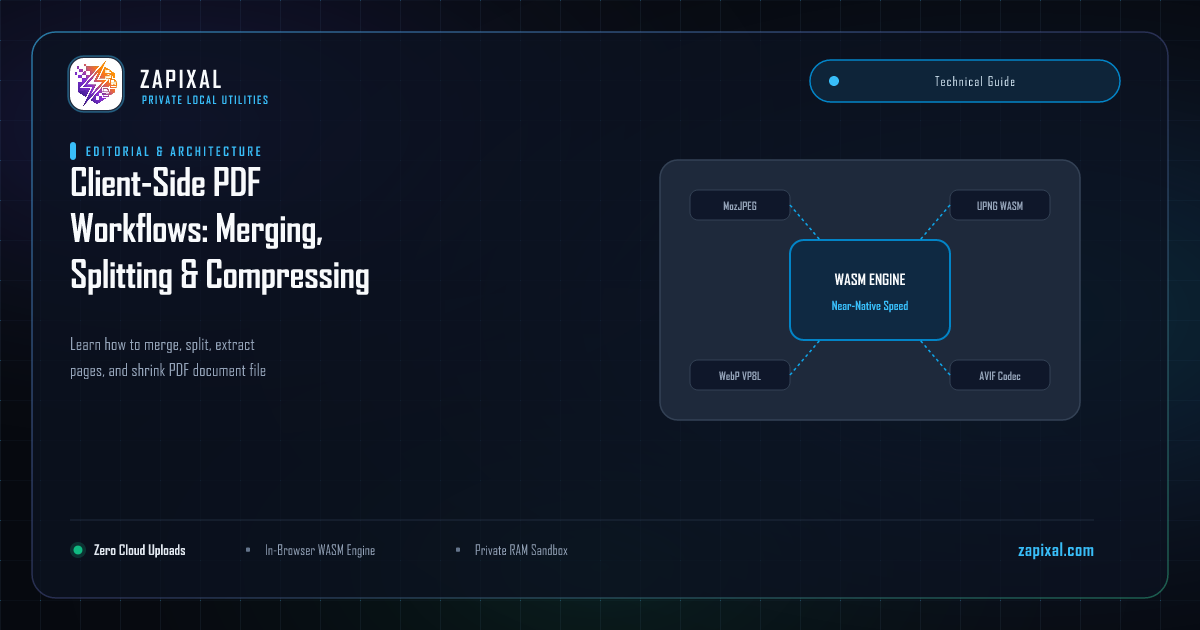 ZAPIXAL
PRIVATE LOCAL UTILITIES
Technical Guide
EDITORIAL & ARCHITECTURE
Client-Side PDF
Workflows: Merging,
Splitting & Compressing
Learn how to merge, split, extract
pages, and shrink PDF document file
MozJPEG
UPNG WASM
WASM ENGINE
Near-Native Speed
WebP VP8L
AVIF Codec
Zero Cloud Uploads
In-Browser WASM Engine
Private RAM Sandbox
zapixal.com